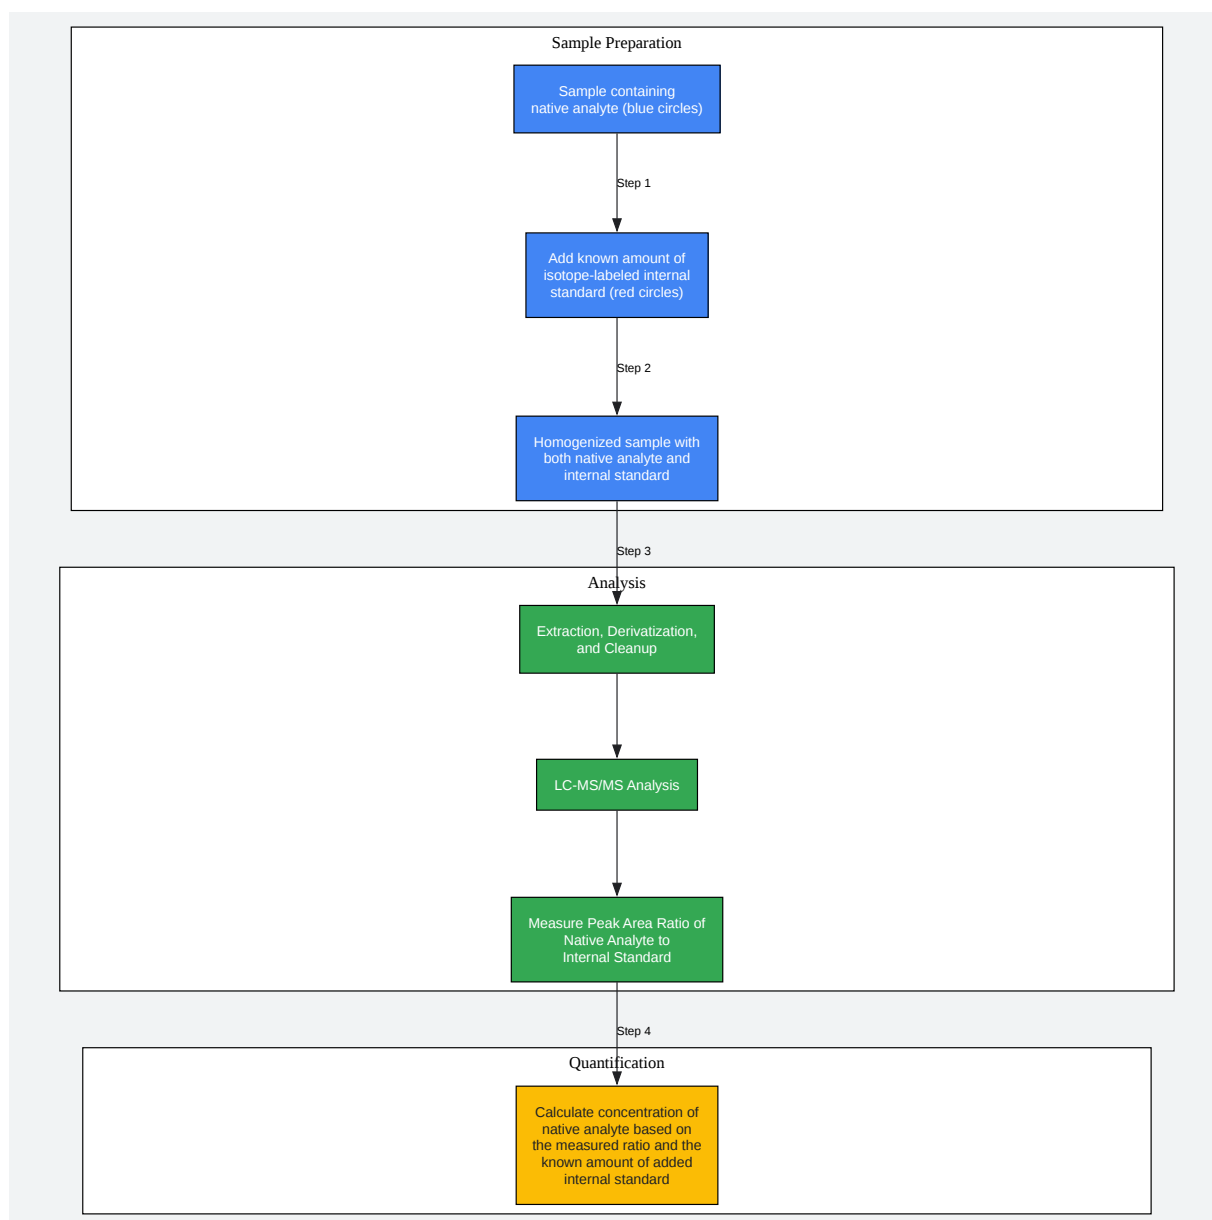 Sample Preparation
Sample containing
native analyte (blue circles)
Step 1
Add known amount of
isotope-labeled internal
standard (red circles)
Step 2
Homogenized sample with
both native analyte and
internal standard
Step 3
Analysis
Extraction, Derivatization,
and Cleanup
LC-MS/MS Analysis
Measure Peak Area Ratio of
Native Analyte to
Internal Standard
Step 4
Quantification
Calculate concentration of
native analyte based on
the measured ratio and the
known amount of added
internal standard